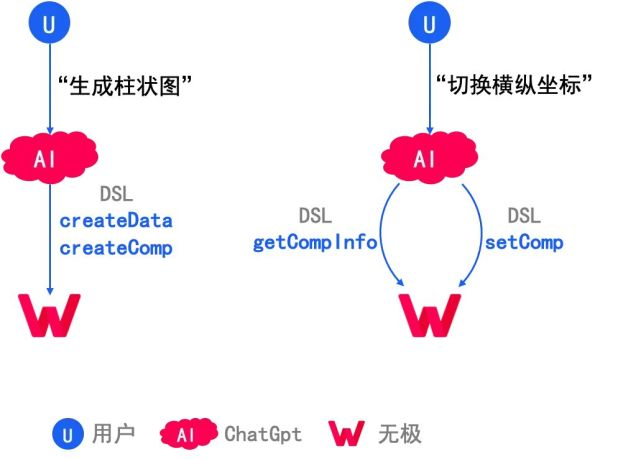 U
“生成柱状图”
AI
DSL
createData
createComp
W
U
“切换横纵坐标”
AI
DSL
getCompInfo
DSL
setComp
W
U 用户 AI ChatGpt W 无极